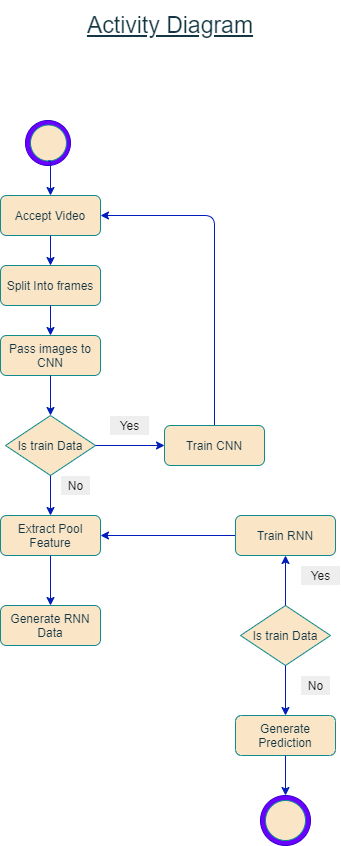 Activity Diagram
Accept Video
Split Into frames
Pass images to
CNN
Is train Data
Yes
Train CNN
No
Extract Pool
Feature
Train RNN
Yes
Generate RNN
Data
Is train Data
No
Generate
Prediction